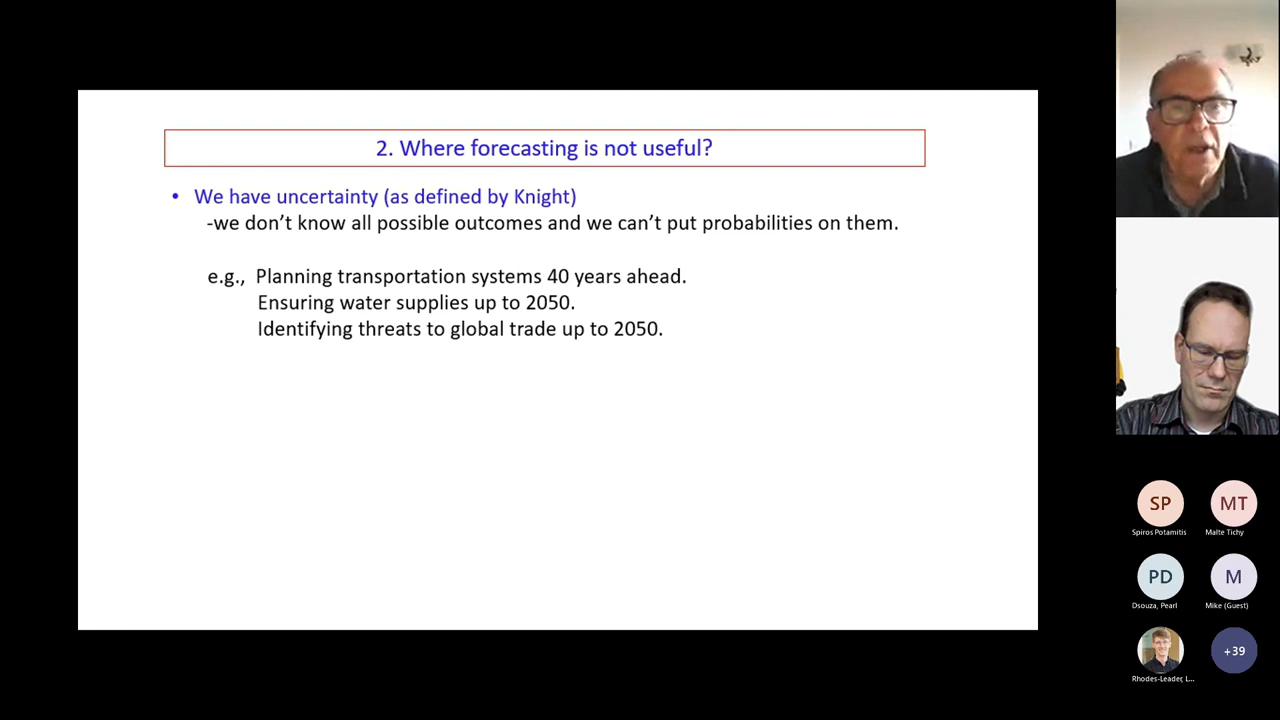 2. Where forecasting is not useful?
• We have uncertainty (as defined by Knight)
-we don’t know all possible outcomes and we can’t put probabilities on them.
e.g., Planning transportation systems 40 years ahead.
Ensuring water supplies up to 2050.
Identifying threats to global trade up to 2050.
SP MT
Spiros Potamitis Malte Tichy
PD M
Dsouza, Pearl Mike (Guest)
+39
Rhodes-Leader, L...